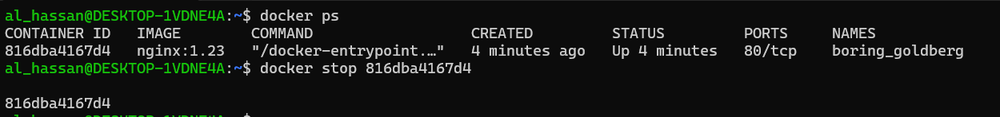 al_hassan@DESKTOP-1VDNE4A:~$ docker ps
CONTAINER ID   IMAGE        COMMAND                  CREATED         STATUS         PORTS     NAMES
816dba4167d4   nginx:1.23   "/docker-entrypoint.…"   4 minutes ago   Up 4 minutes   80/tcp    boring_goldberg
al_hassan@DESKTOP-1VDNE4A:~$ docker stop 816dba4167d4
816dba4167d4